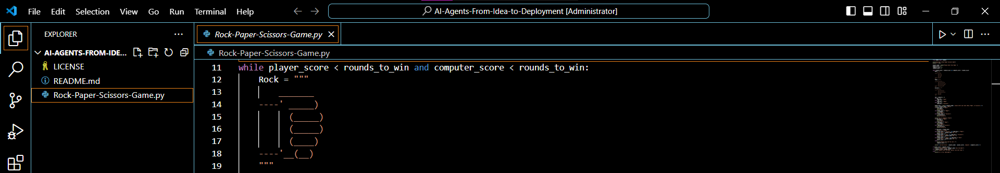 File Edit Selection View Go Run Terminal Help
AI-Agents-From-Idea-to-Deployment [Administrator]
EXPLORER
AI-AGENTS-FROM-IDE...
LICENSE
README.md
Rock-Paper-Scissors-Game.py
Rock-Paper-Scissors-Game.py
Rock-Paper-Scissors-Game.py
11 while player_score < rounds_to_win and computer_score < rounds_to_win:
12 Rock = """
13 _______
14 ----' _____)
15 (_____)
16 (_____)
17 (____)
18 ----'__(__)
19 """